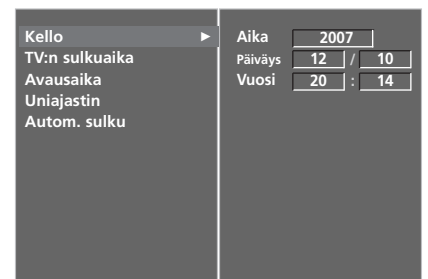 Kello ►
TV:n sulkuaika
Avausaika
Uniajastin
Autom. sulku
Aika 2007
Päiväys 12 / 10
Vuosi 20 : 14